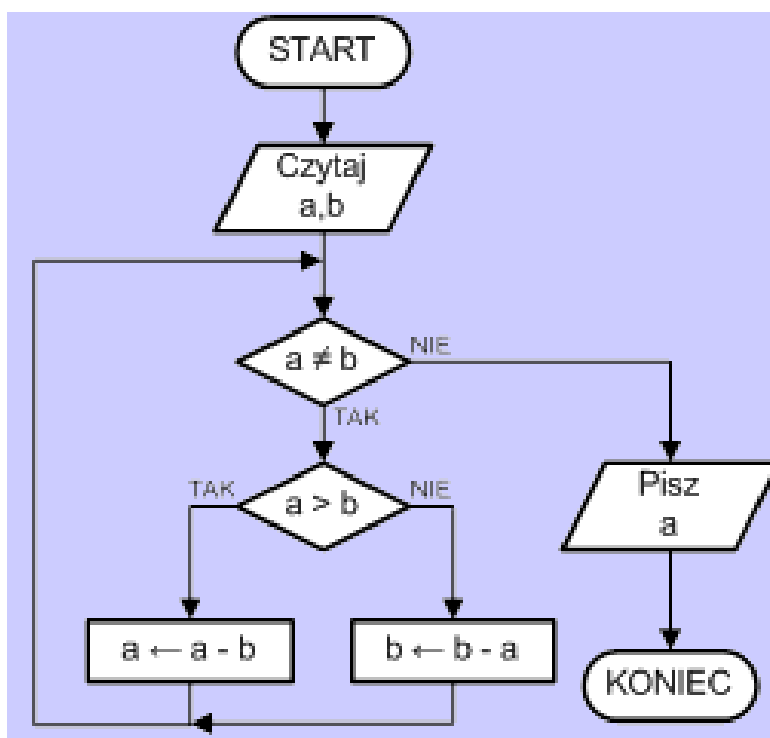 START
Czytaj
a,b
a ≠ b
NIE
TAK
a > b
TAK
NIE
Pisz
a
a ← a - b
b ← b - a
KONIEC